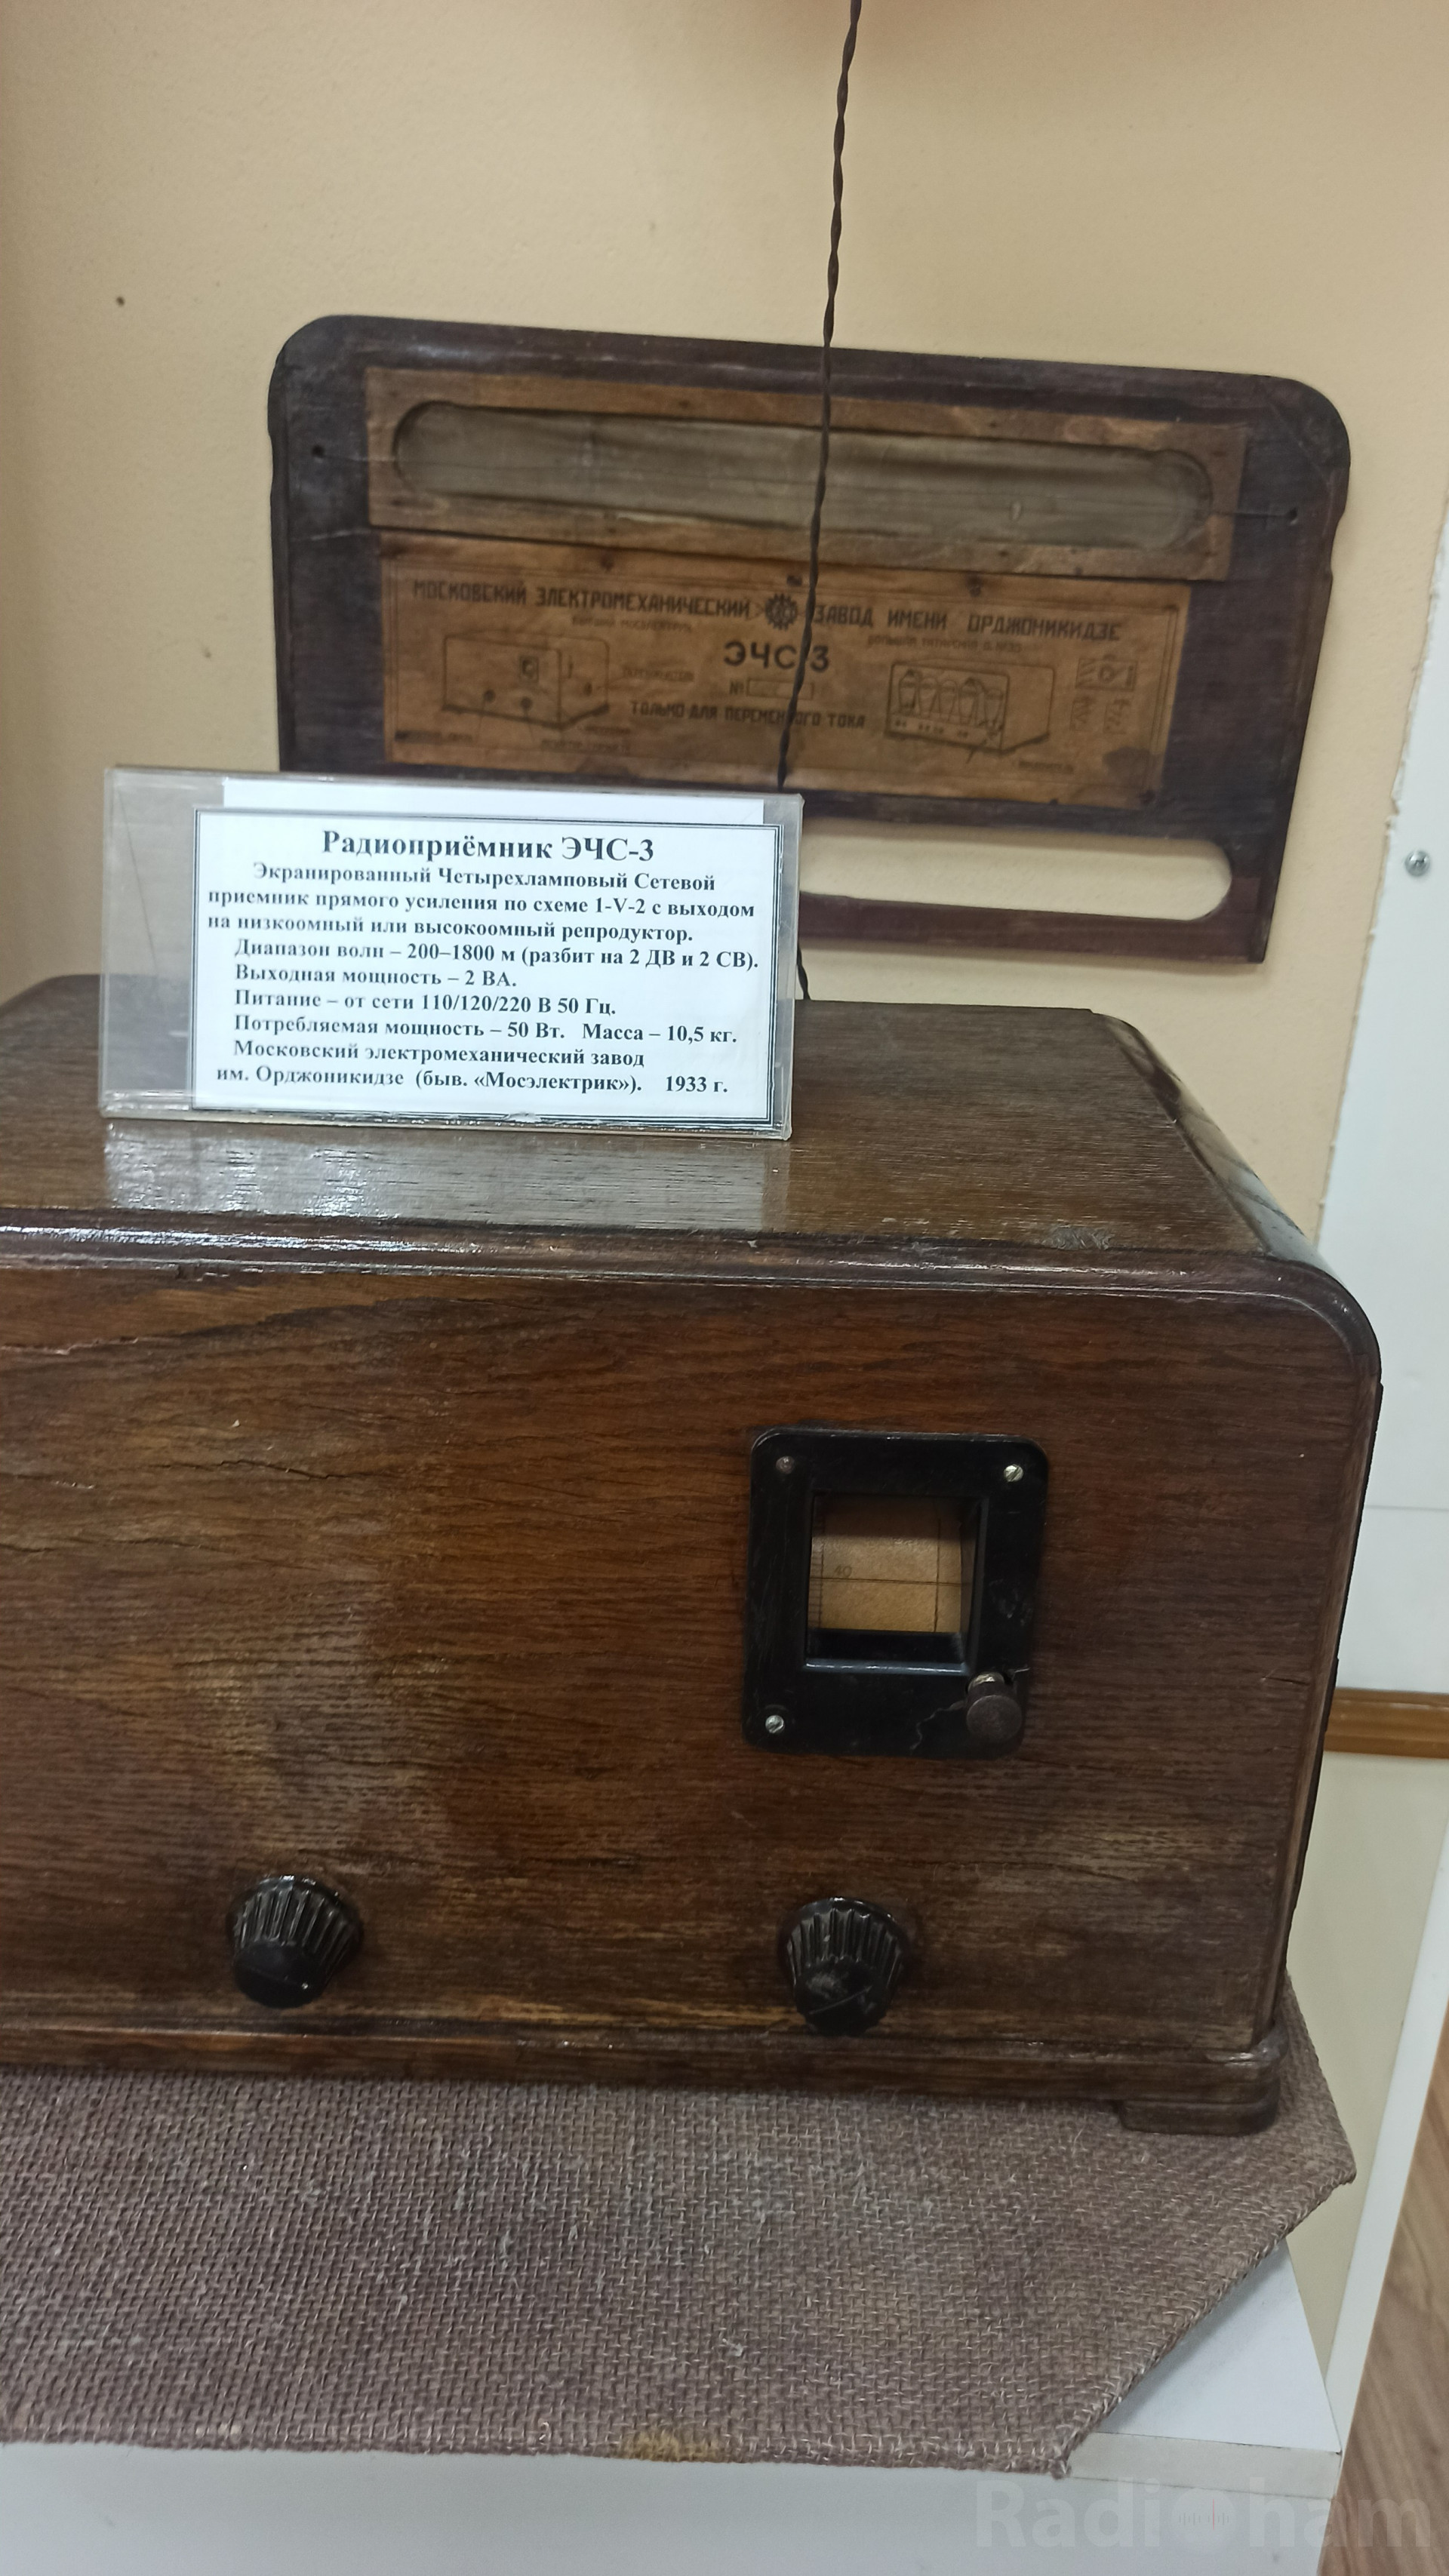 МОСКОВСКИЙ ЭЛЕКТРОМЕХАНИЧЕСКИЙ ЗАВОД ИМЕНИ ОРДЖОНИКИДЗЕ
ЭЧС-3
№
ТОЛЬКО ДЛЯ ПЕРЕМЕННОГО ТОКА
Радиоприёмник ЭЧС-3
Экранированный Четырехламповый Сетевой
приемник прямого усиления по схеме 1-V-2 с выходом
на низкоомный или высокоомный репродуктор.
Диапазон волн – 200–1800 м (разбит на 2 ДВ и 2 СВ).
Выходная мощность – 2 ВА.
Питание – от сети 110/120/220 В 50 Гц.
Потребляемая мощность – 50 Вт. Масса – 10,5 кг.
Московский электромеханический завод
им. Орджоникидзе (быв. «Мосэлектрик»). 1933 г.
40
Radioham